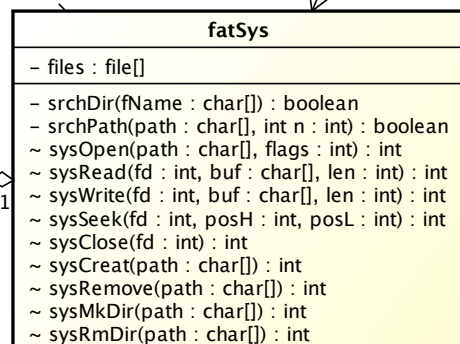 fatSys
- files : file[]
- srchDir(fName : char[]) : boolean
- srchPath(path : char[], int n : int) : boolean
~ sysOpen(path : char[], flags : int) : int
~ sysRead(fd : int, buf : char[], len : int) : int
~ sysWrite(fd : int, buf : char[], len : int) : int
~ sysSeek(fd : int, posH : int, posL : int) : int
1
~ sysClose(fd : int) : int
~ sysCreat(path : char[]) : int
~ sysRemove(path : char[]) : int
~ sysMkDir(path : char[]) : int
~ sysRmDir(path : char[]) : int